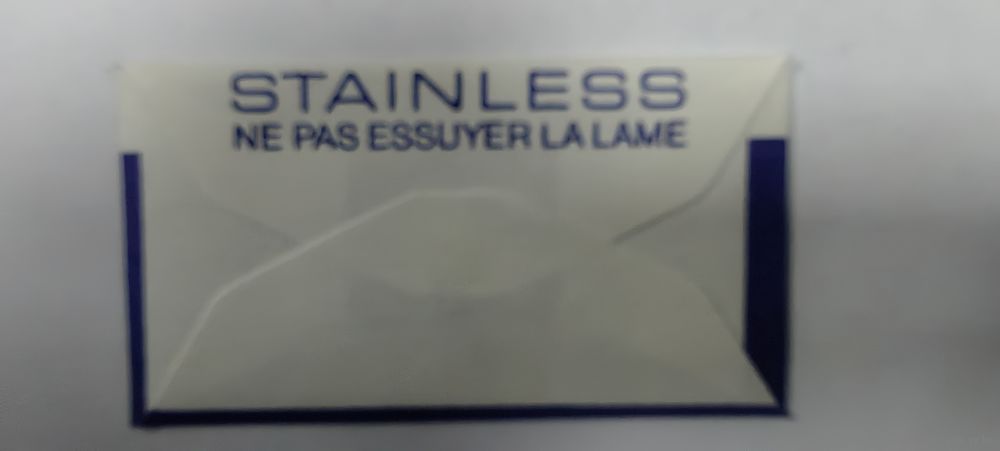 STAINLESS
NE PAS ESSUYER LA LAME